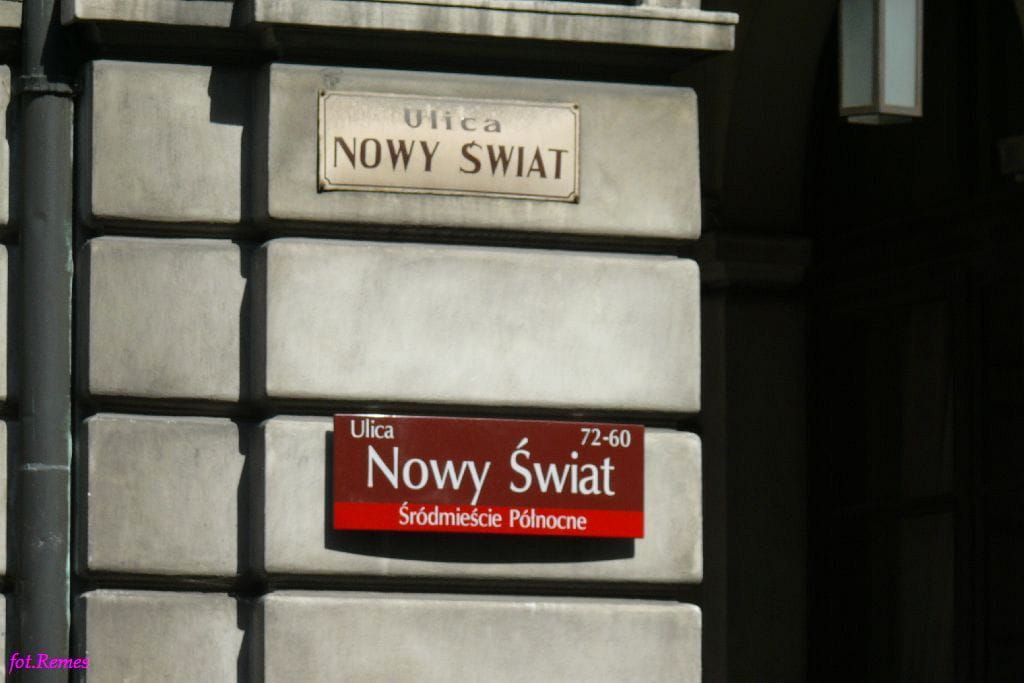 Ulica
NOWY ŚWIAT
Ulica 72-60
Nowy Świat
Śródmieście Północne
fot.Remes